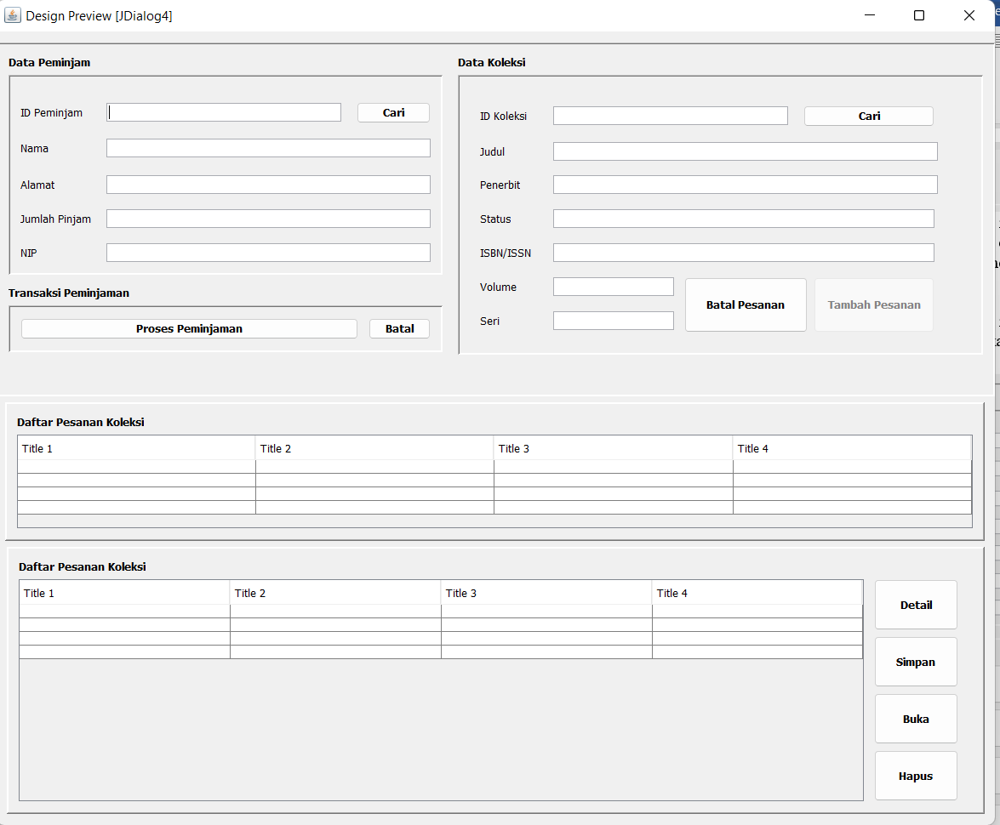 Design Preview [JDialog4]
Data Peminjam
ID Peminjam
Cari
Nama
Alamat
Jumlah Pinjam
NIP
Transaksi Peminjaman
Proses Peminjaman
Batal
Data Koleksi
ID Koleksi
Cari
Judul
Penerbit
Status
ISBN/ISSN
Volume
Seri
Batal Pesanan
Tambah Pesanan
Daftar Pesanan Koleksi
Title 1 Title 2 Title 3 Title 4
Daftar Pesanan Koleksi
Title 1 Title 2 Title 3 Title 4
Detail
Simpan
Buka
Hapus